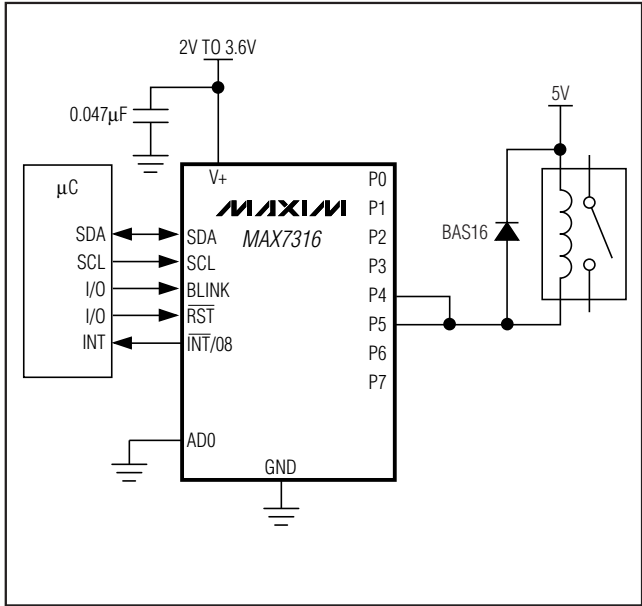 2V TO 3.6V
0.047μF
5V
μC
V+
MAXIM
MAX7316
P0
P1
P2
P3
P4
P5
P6
P7
SDA
SDA
SCL
SCL
I/O
BLINK
I/O
RST
INT
INT/08
AD0
GND
BAS16